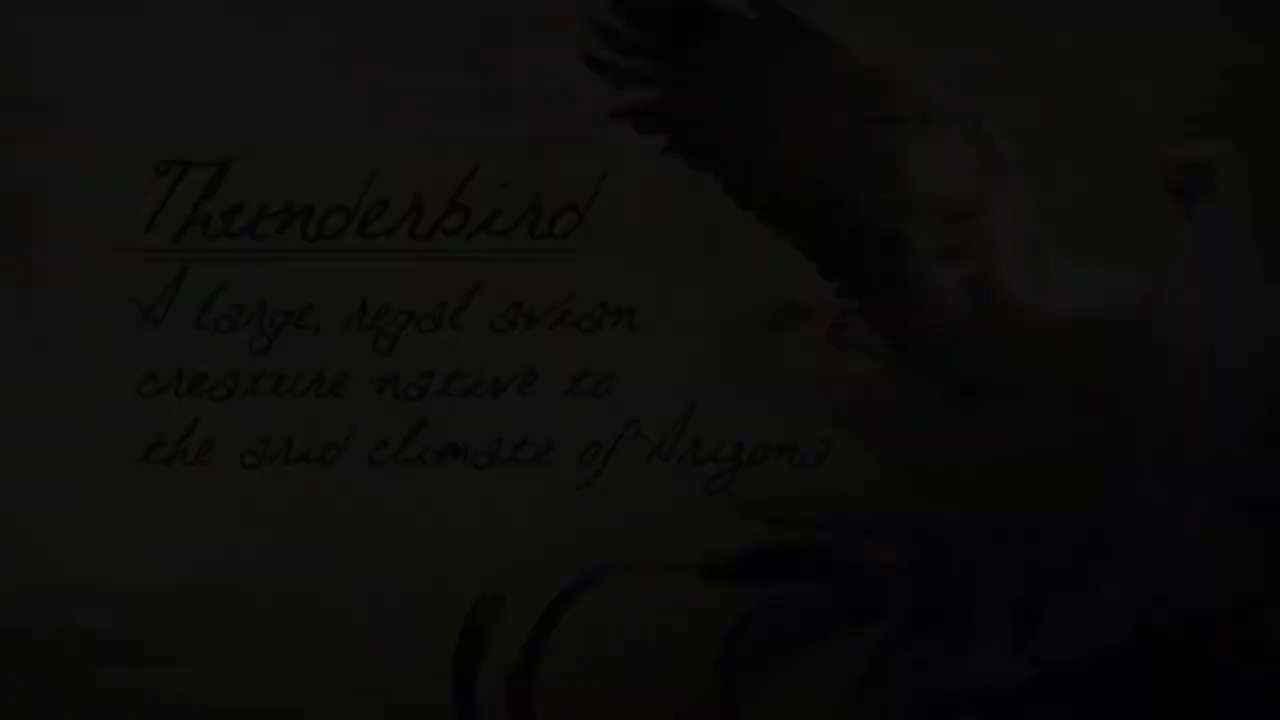 Thunderbird
A large, regal avian
creature native to
the arid climate of Arizona